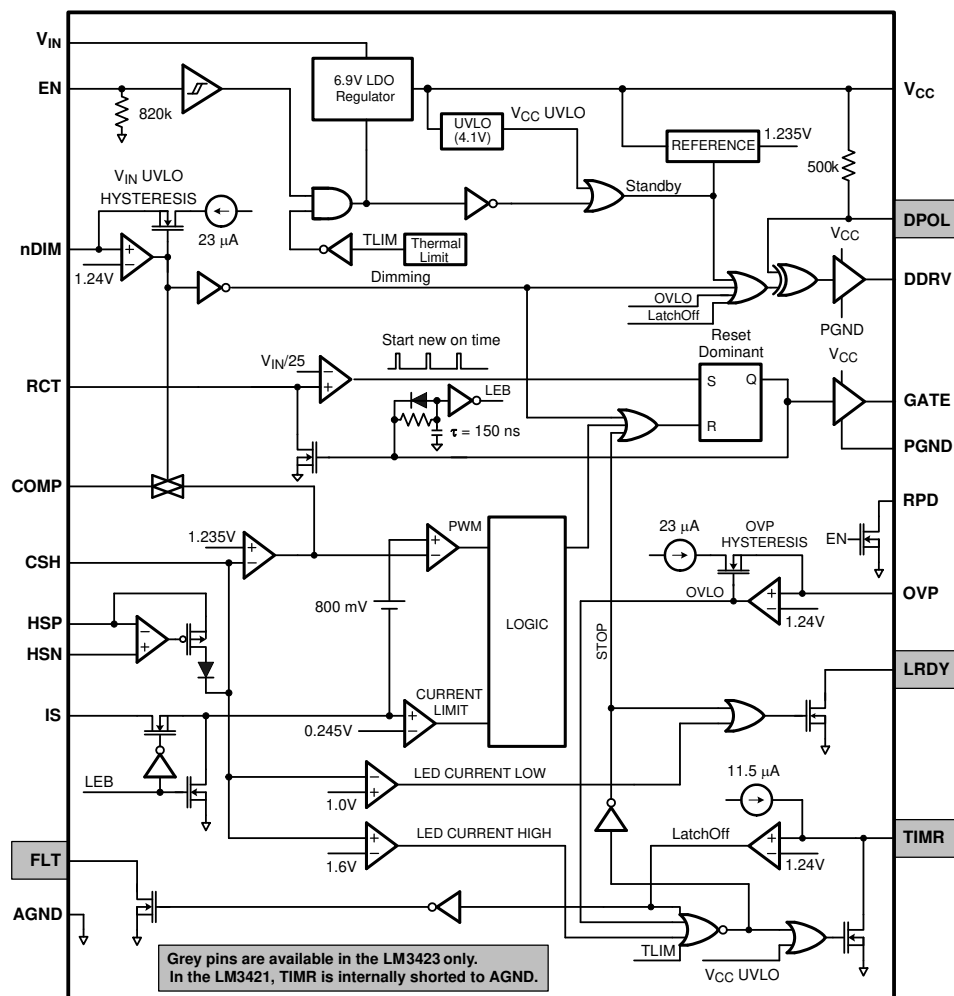 VIN
EN
820k
6.9V LDO
Regulator
UVLO
(4.1V)
VCC UVLO
REFERENCE
1.235V
VCC
500k
VIN UVLO
HYSTERESIS
23 µA
Standby
DPOL
nDIM
1.24V
TLIM
Thermal
Limit
Dimming
OVLO
LatchOff
VCC
DDRV
PGND
Start new on time
Reset
Dominant
VIN/25
RCT
LEB
τ = 150 ns
S
Q
R
VCC
GATE
PGND
COMP
RPD
EN
1.235V
CSH
PWM
23 µA
OVP
HYSTERESIS
OVLO
1.24V
OVP
800 mV
LOGIC
STOP
HSP
HSN
LRDY
IS
CURRENT
LIMIT
0.245V
LEB
LED CURRENT LOW
1.0V
11.5 µA
LED CURRENT HIGH
1.6V
LatchOff
1.24V
TIMR
FLT
AGND
TLIM
VCC UVLO
Grey pins are available in the LM3423 only.
In the LM3421, TIMR is internally shorted to AGND.